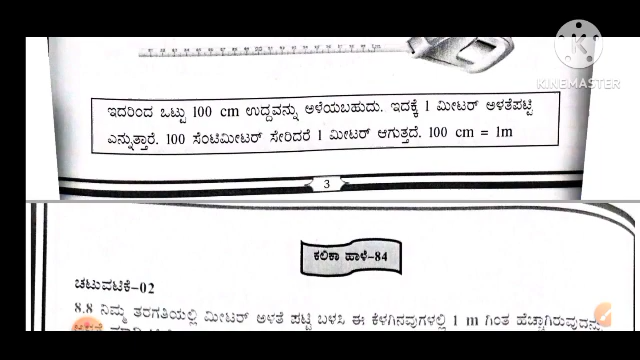 KINEMASTER
ಇದರಿಂದ ಒಟ್ಟು 100 cm ಉದ್ದವನ್ನು ಅಳೆಯಬಹುದು. ಇದಕ್ಕೆ 1 ಮೀಟರ್ ಅಳತೆಪಟ್ಟಿ
ಎನ್ನುತ್ತಾರೆ. 100 ಸೆಂಟಿಮೀಟರ್ ಸೇರಿದರೆ 1 ಮೀಟರ್ ಆಗುತ್ತದೆ. 100 cm = 1m
3
ಕಲಿಕಾ ಹಾಳೆ-84
ಚಟುವಟಿಕೆ-02
8.8 ನಿಮ್ಮ ತರಗತಿಯಲ್ಲಿ ಮೀಟರ್ ಅಳತೆ ಪಟ್ಟಿ ಬಳಸಿ ಈ ಕೆಳಗಿನವುಗಳಲ್ಲಿ 1 m ಗಿಂತ ಹೆಚ್ಚಾಗಿರುವುದನ್ನು